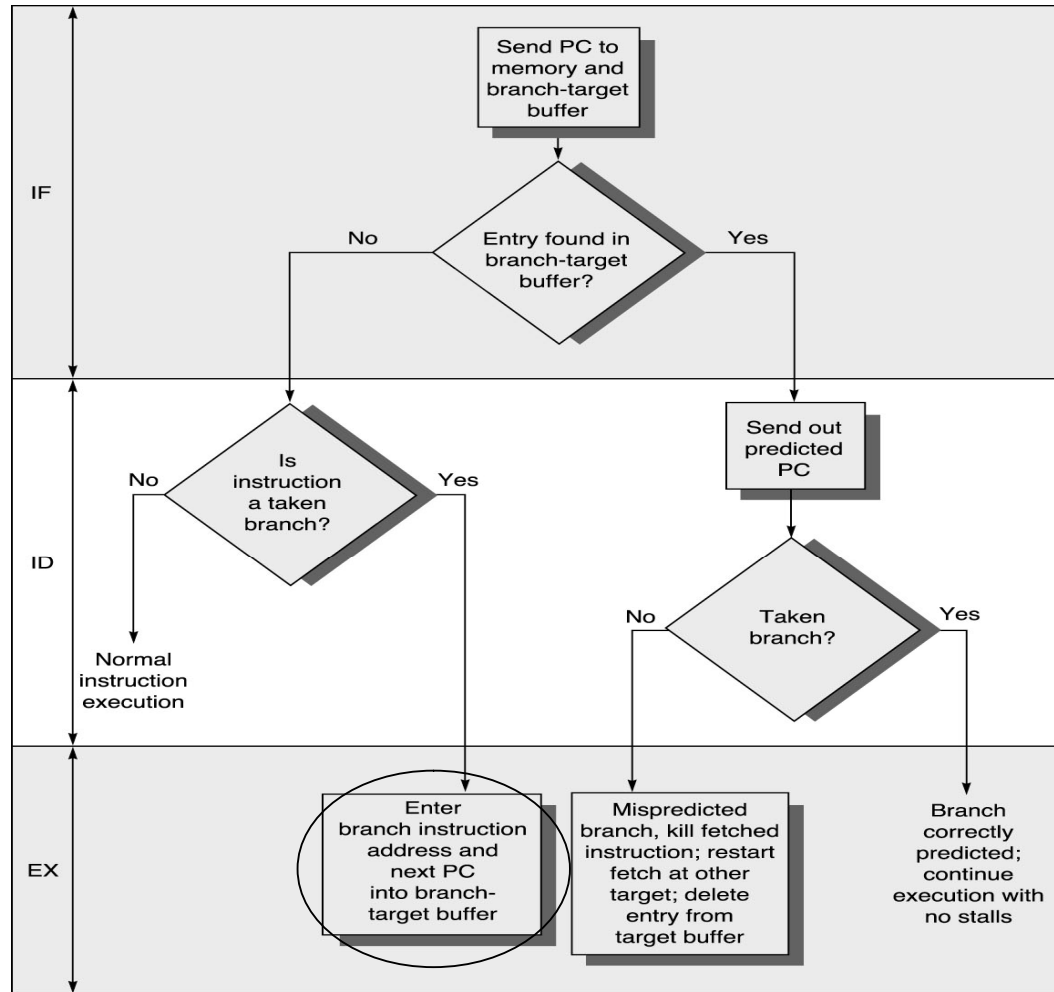 Send PC to
memory and
branch-target
buffer
IF
No
Entry found in
branch-target
buffer?
Yes
Send out
predicted
PC
Is
instruction
a taken
branch?
No
Yes
ID
Taken
branch?
No
Yes
Normal
instruction
execution
Enter
branch instruction
address and
next PC
into branch-
target buffer
Mispredicted
branch, kill fetched
instruction; restart
fetch at other
target; delete
entry from
target buffer
Branch
correctly
predicted;
continue
execution with
no stalls
EX